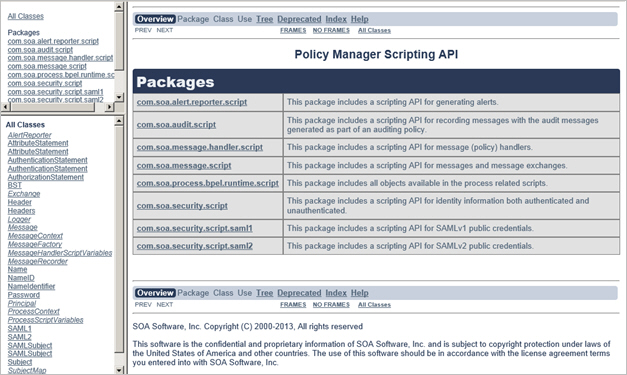 All Classes
Packages
com.soa.alert.reporter.script
com.soa.audit.script
com.soa.message.handler.script
com.soa.message.script
com.soa.process.bpel.runtime.sc
com.soa.security.script
com.soa.security.script.saml1
com.soa.security.script.saml2
All Classes
AlertReporter
AttributeStatement
AttributeStatement
AuthenticationStatement
AuthenticationStatement
AuthorizationStatement
BST
Exchange
Header
Headers
Logger
Message
MessageContext
MessageFactory
MessageHandlerScriptVariables
MessageRecorder
Name
NameID
NameIdentifier
Password
Principal
ProcessContext
ProcessScriptVariables
SAML1
SAML2
SAMLSubject
SAMLSubject
Subject
SubjectMap
Overview Package Class Use Tree Deprecated Index Help
PREV NEXT FRAMES NO FRAMES All Classes
Policy Manager Scripting API
Packages
com.soa.alert.reporter.script This package includes a scripting API for generating alerts.
com.soa.audit.script This package includes a scripting API for recording messages with the audit messages
generated as part of an auditing policy.
com.soa.message.handler.script This package includes a scripting API for message (policy) handlers.
com.soa.message.script This package includes a scripting API for messages and message exchanges.
com.soa.process.bpel.runtime.script This package includes all objects available in the process related scripts.
com.soa.security.script This package includes a scripting API for identity information both authenticated and
unauthenticated.
com.soa.security.script.saml1 This package includes a scripting API for SAMLv1 public credentials.
com.soa.security.script.saml2 This package includes a scripting API for SAMLv2 public credentials.
Overview Package Class Use Tree Deprecated Index Help
PREV NEXT FRAMES NO FRAMES All Classes
SOA Software, Inc. Copyright (C) 2000-2013, All rights reserved
This software is the confidential and proprietary information of SOA Software, Inc. and is subject to copyright protection under laws of
the United States of America and other countries. The use of this software should be in accordance with the license agreement terms
you entered into with SOA Software, Inc.